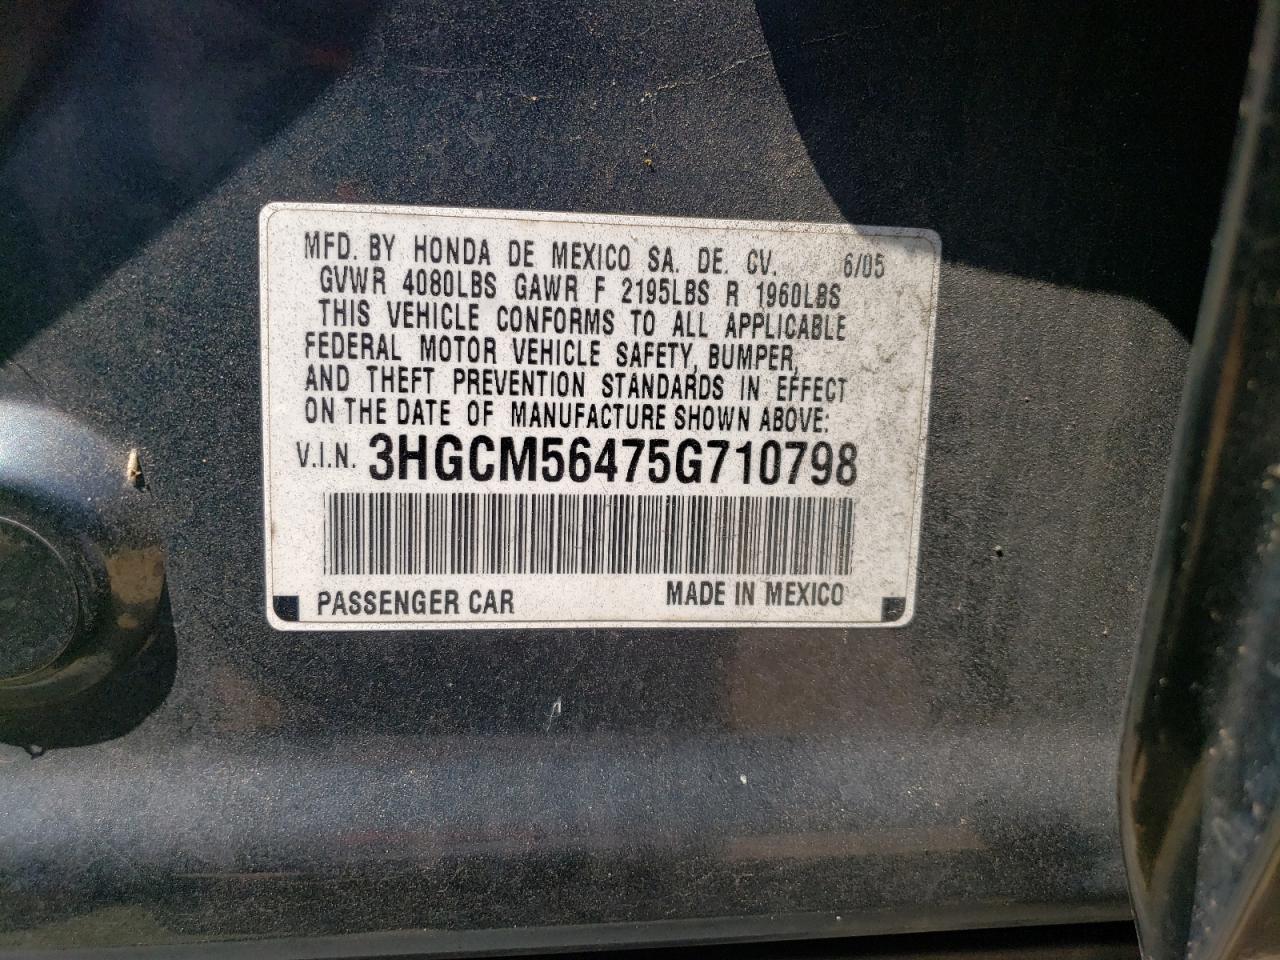 MFD. BY HONDA DE MEXICO SA. DE. CV. 6/05
GVWR 4080LBS GAWR F 2195LBS R 1960LBS
THIS VEHICLE CONFORMS TO ALL APPLICABLE
FEDERAL MOTOR VEHICLE SAFETY, BUMPER,
AND THEFT PREVENTION STANDARDS IN EFFECT
ON THE DATE OF MANUFACTURE SHOWN ABOVE:
V.I.N. 3HGCM56475G710798
PASSENGER CAR MADE IN MEXICO